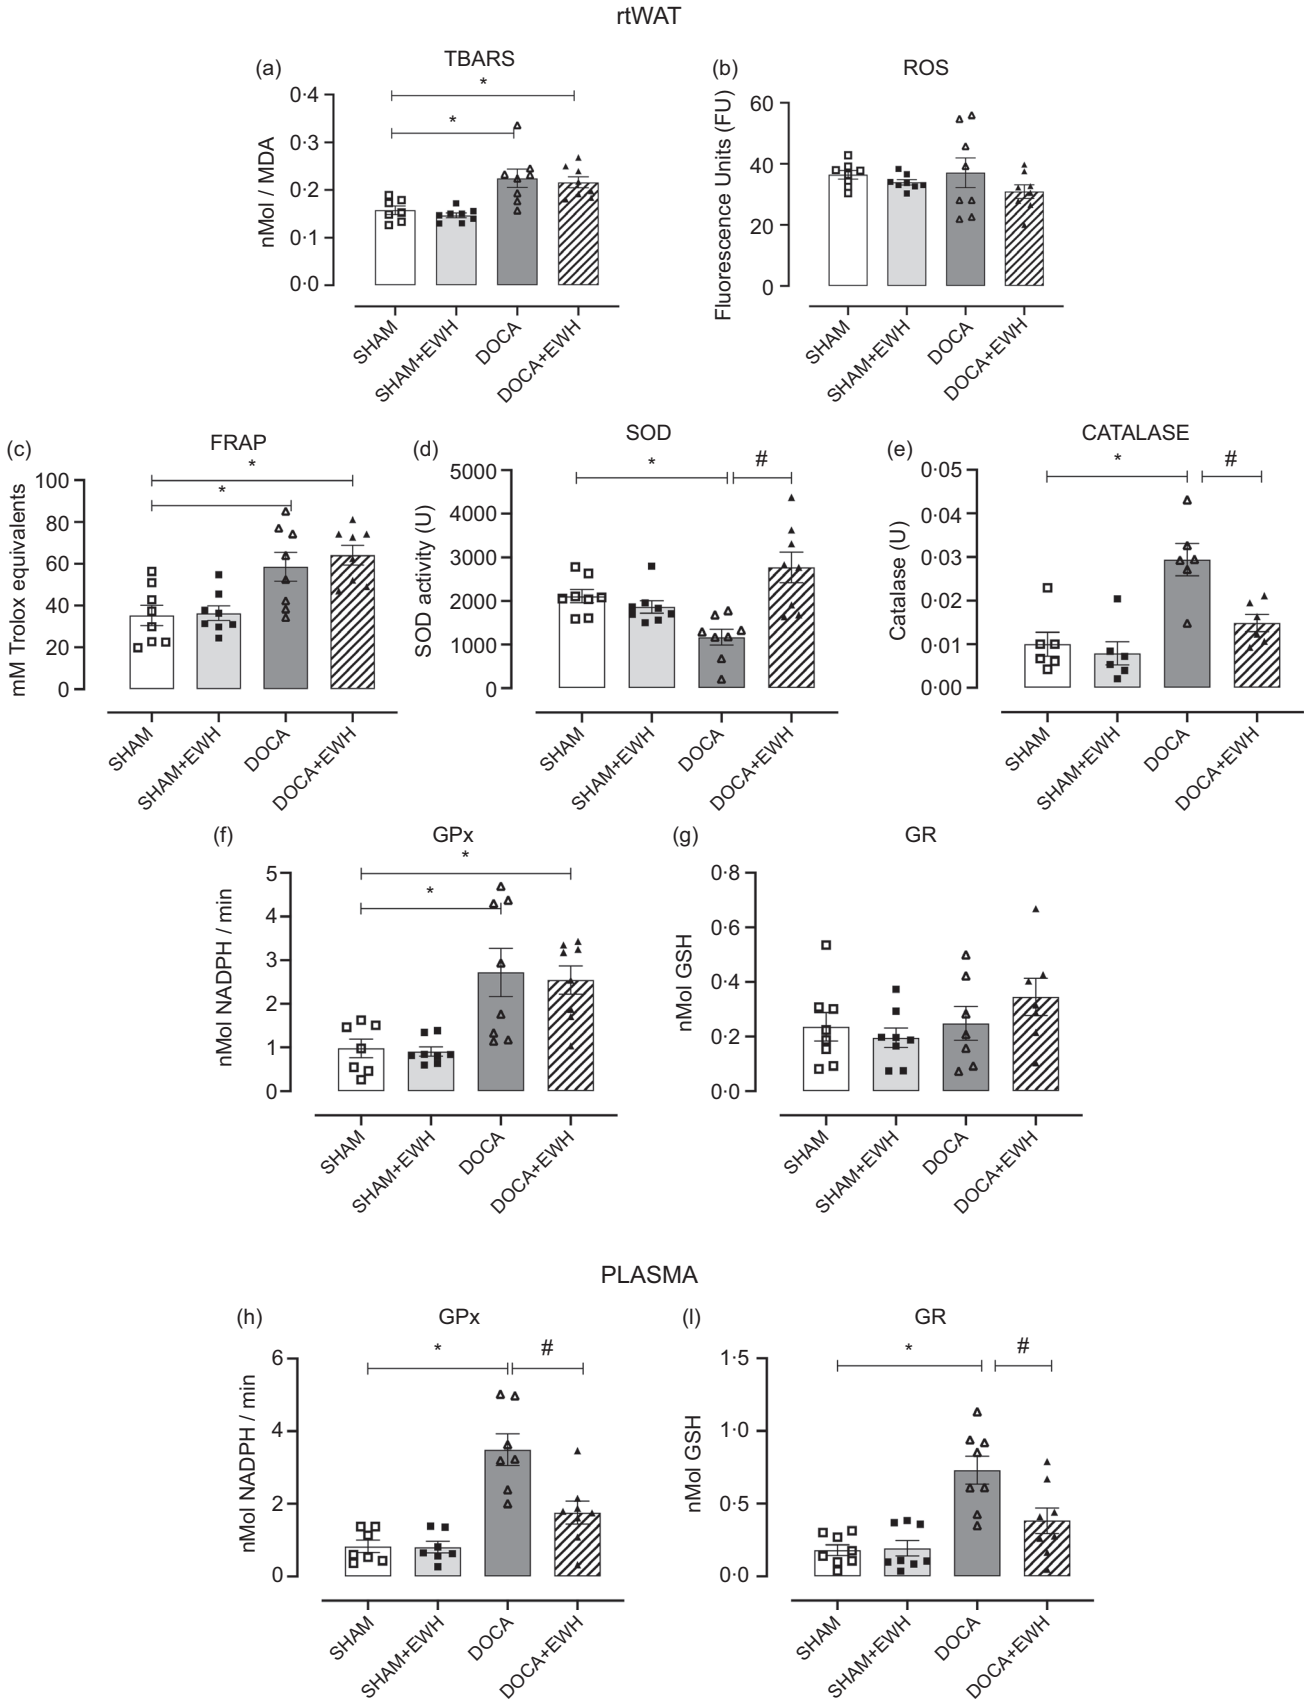 rtWAT
(a)
TBARS
*
*
nMol / MDA
0·4
0·3
0·2
0·1
0·0
SHAM
SHAM+EWH
DOCA
DOCA+EWH
(b)
ROS
Fluorescence Units (FU)
60
40
20
0
SHAM
SHAM+EWH
DOCA
DOCA+EWH
(c)
FRAP
*
*
mM Trolox equivalents
100
80
60
40
20
0
SHAM
SHAM+EWH
DOCA
DOCA+EWH
(d)
SOD
* #
SOD activity (U)
5000
4000
3000
2000
1000
0
SHAM
SHAM+EWH
DOCA
DOCA+EWH
(e)
CATALASE
* #
Catalase (U)
0·05
0·04
0·03
0·02
0·01
0·00
SHAM
SHAM+EWH
DOCA
DOCA+EWH
(f)
GPx
*
*
nMol NADPH / min
5
4
3
2
1
0
SHAM
SHAM+EWH
DOCA
DOCA+EWH
(g)
GR
nMol GSH
0·8
0·6
0·4
0·2
0·0
SHAM
SHAM+EWH
DOCA
DOCA+EWH
PLASMA
(h)
GPx
* #
nMol NADPH / min
6
4
2
0
SHAM
SHAM+EWH
DOCA
DOCA+EWH
(l)
GR
* #
nMol GSH
1·5
1·0
0·5
0·0
SHAM
SHAM+EWH
DOCA
DOCA+EWH